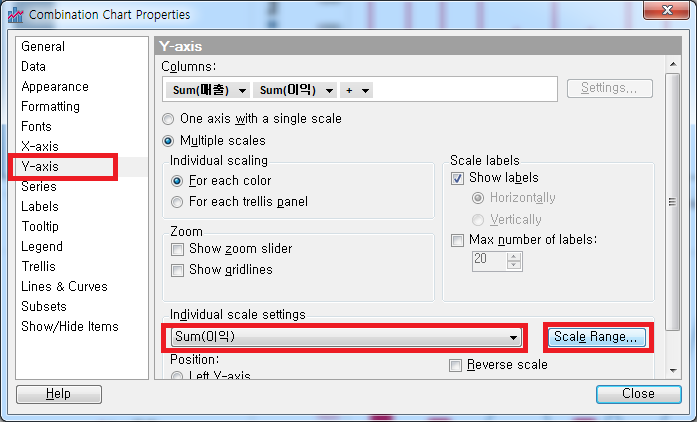 Combination Chart Properties
General
Data
Appearance
Formatting
Fonts
X-axis
Y-axis
Series
Labels
Tooltip
Legend
Trellis
Lines & Curves
Subsets
Show/Hide Items
Y-axis
Columns:
Sum(매출) Sum(이익) +
Settings...
One axis with a single scale
Multiple scales
Individual scaling
For each color
For each trellis panel
Scale labels
Show labels
Horizontally
Vertically
Max number of labels:
20
Zoom
Show zoom slider
Show gridlines
Individual scale settings
Sum(이익)
Scale Range...
Position:
Left Y-axis
Reverse scale
Help
Close